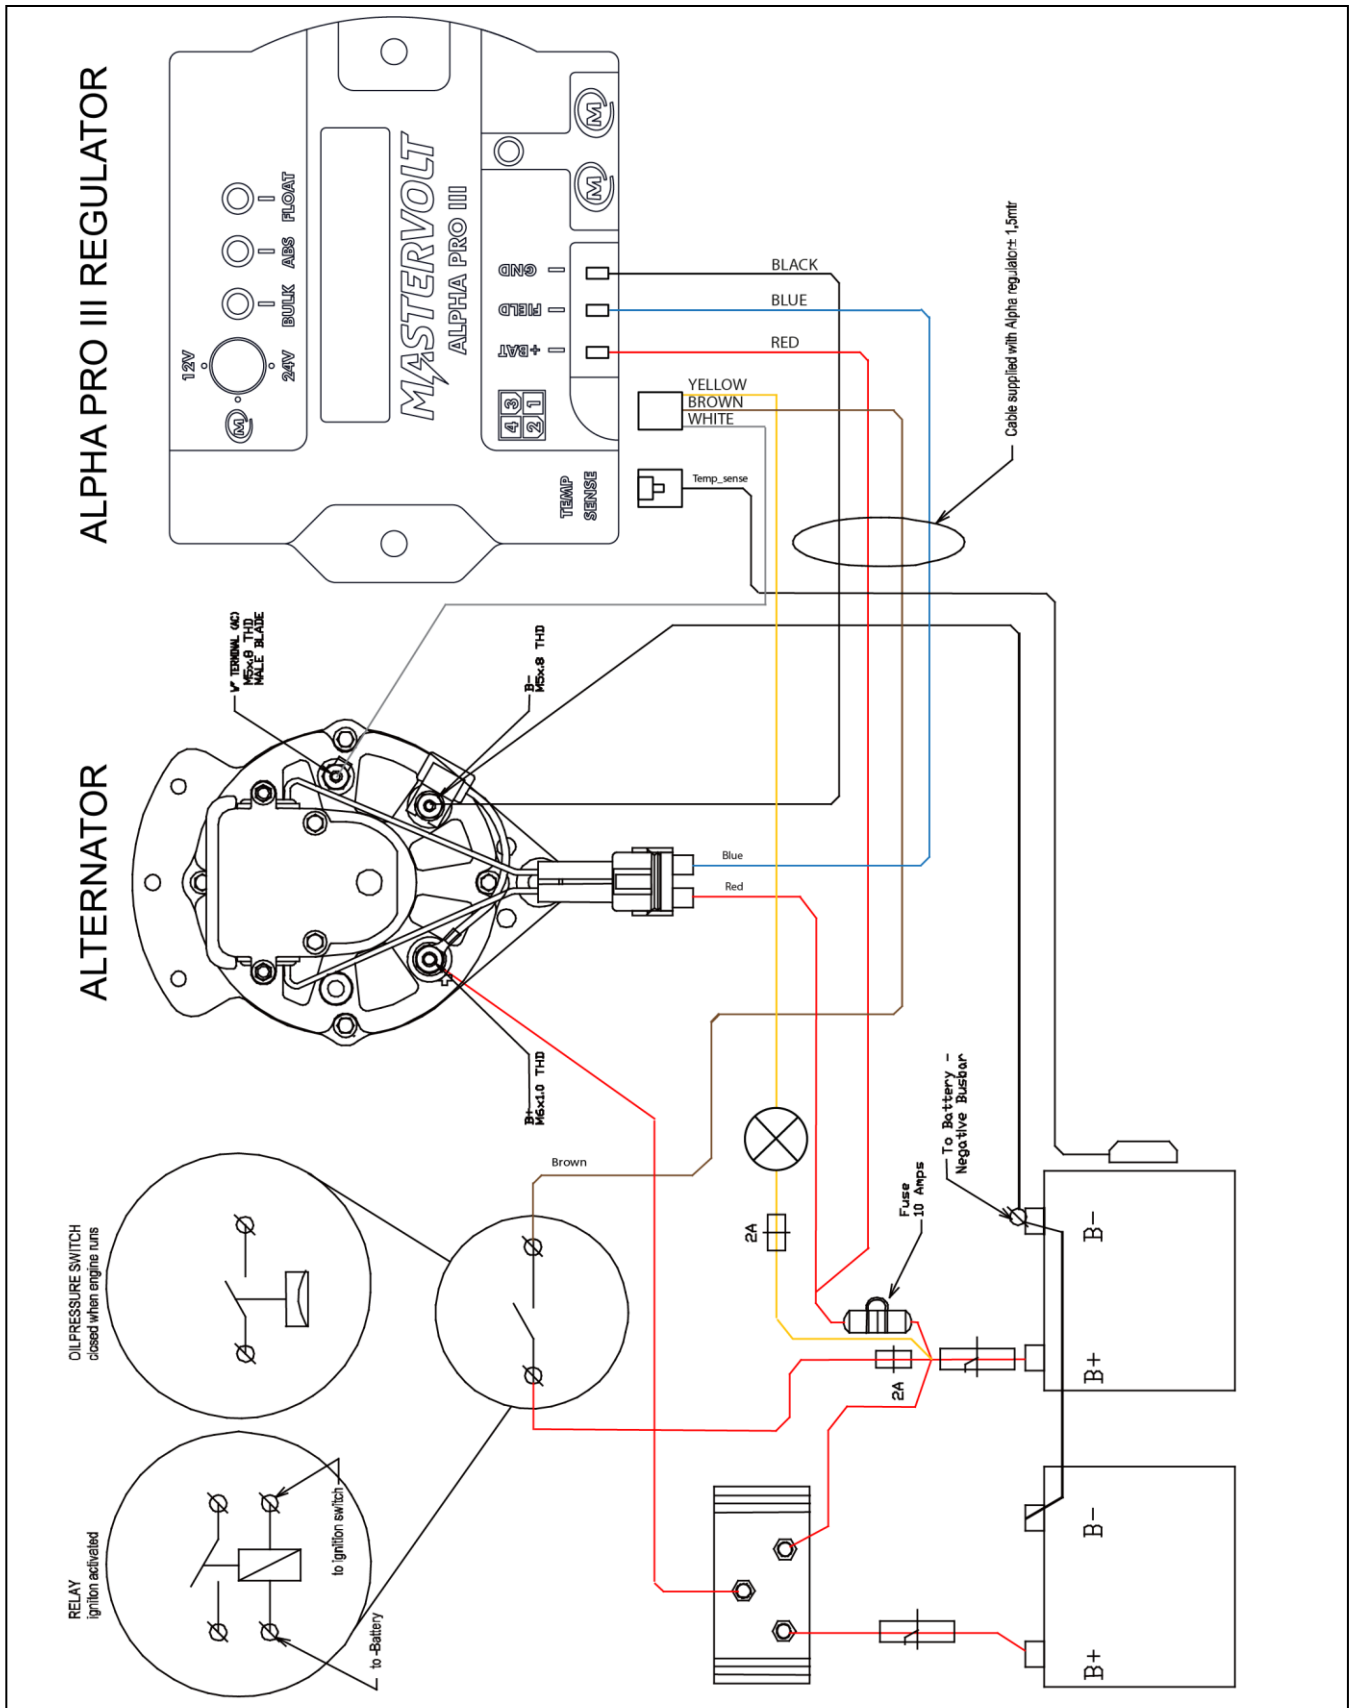 ALPHA PRO III REGULATOR
12V
24V
BULK
ABS
FLOAT
M
MASTERVOLT
ALPHA PRO III
M
M
GND
FIELD
+BAT
4 3
2 1
TEMP
SENSE
BLACK
BLUE
RED
YELLOW
BROWN
WHITE
Temp_sense
Cable supplied with Alpha regulator± 1,5mtr
ALTERNATOR
W' TERMINAL (AC)
M5x.8 THD
MALE BLADE
B-
M5x.8 THD
Blue
Red
B+
M6x1.0 THD
+
OILPRESSURE SWITCH
closed when engine runs
RELAY
igniton activated
to ignition switch
to -Battery
Brown
2A
Fuse
10 Amps
2A
To Battery -
Negative Busbar
B-
B+
B-
B+